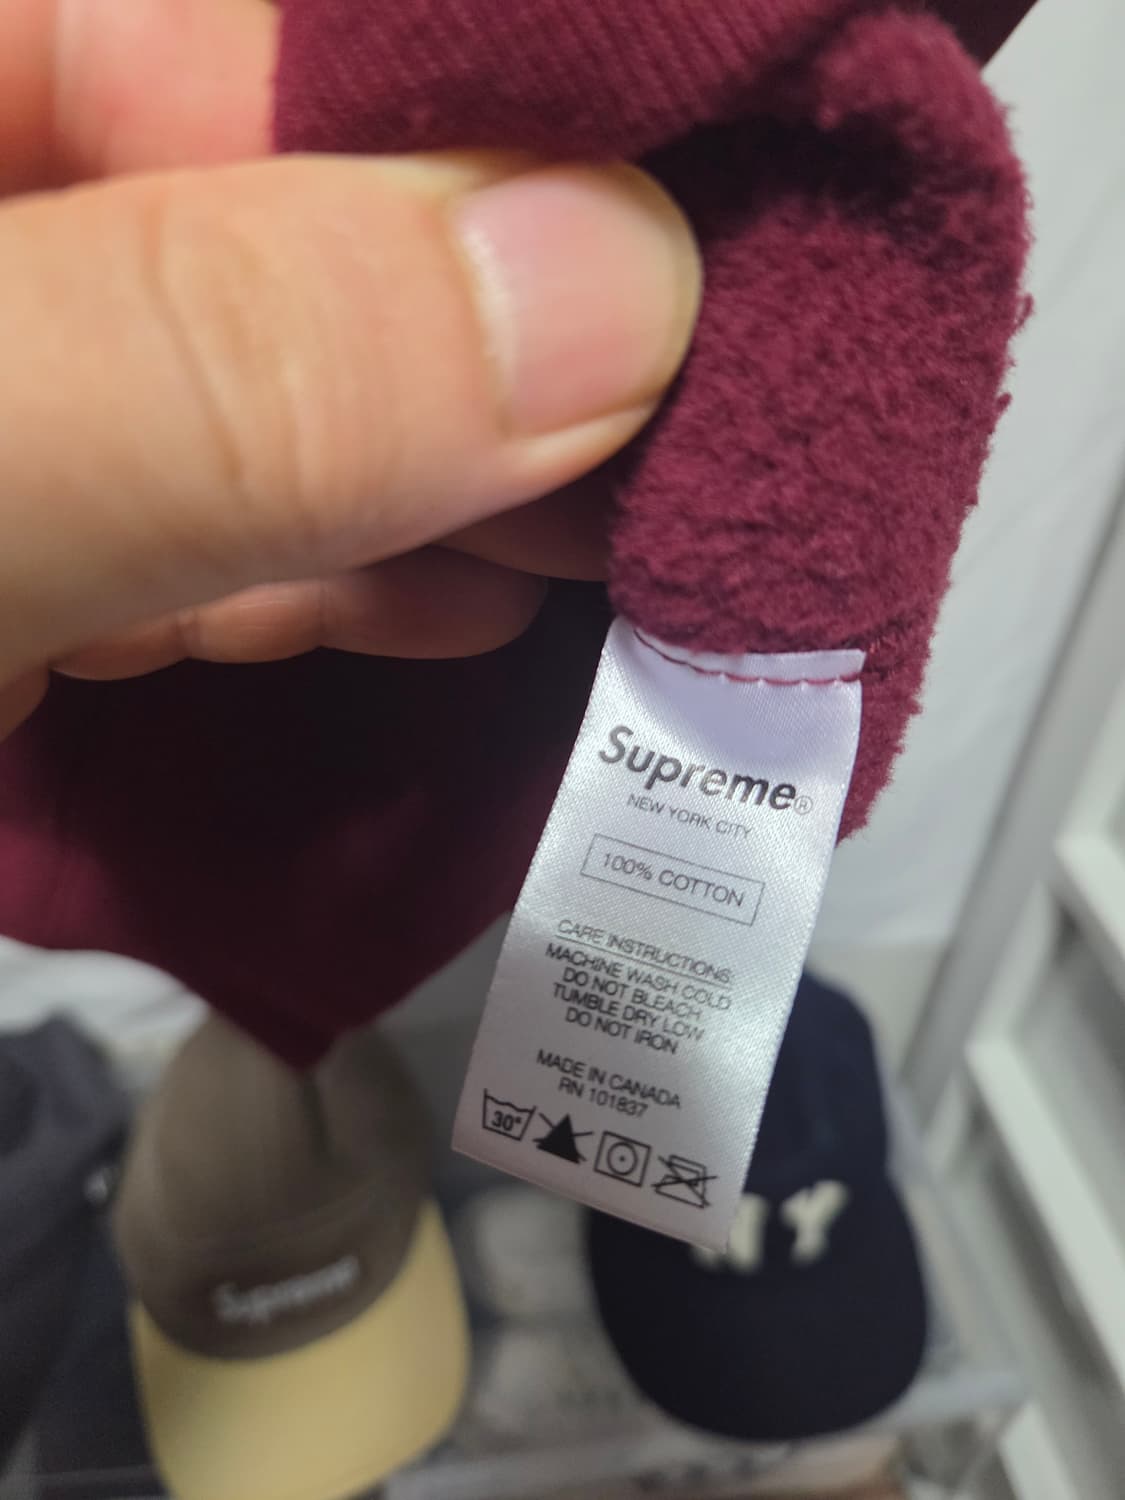 Supreme®
NEW YORK CITY
100% COTTON
CARE INSTRUCTIONS:
MACHINE WASH COLD
DO NOT BLEACH
TUMBLE DRY LOW
DO NOT IRON
MADE IN CANADA
RN 101837
30°
Supreme
NY